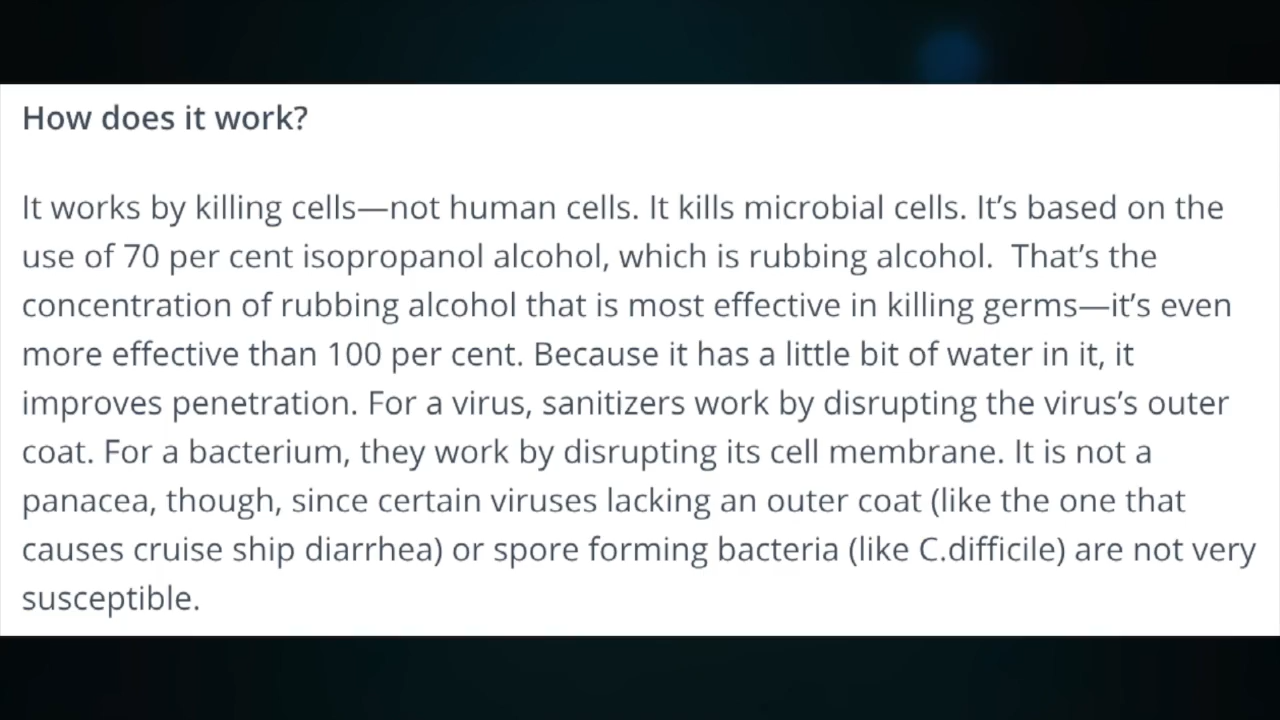 How does it work?
It works by killing cells—not human cells. It kills microbial cells. It’s based on the
use of 70 per cent isopropanol alcohol, which is rubbing alcohol.  That’s the
concentration of rubbing alcohol that is most effective in killing germs—it’s even
more effective than 100 per cent. Because it has a little bit of water in it, it
improves penetration. For a virus, sanitizers work by disrupting the virus’s outer
coat. For a bacterium, they work by disrupting its cell membrane. It is not a
panacea, though, since certain viruses lacking an outer coat (like the one that
causes cruise ship diarrhea) or spore forming bacteria (like C.difficile) are not very
susceptible.